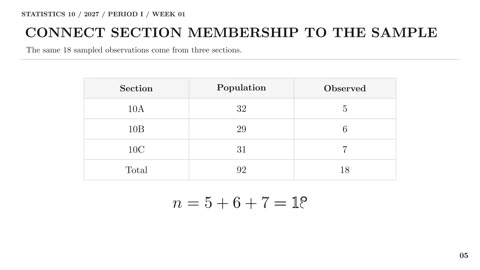 STATISTICS 10 / 2027 / PERIOD I / WEEK 01
CONNECT SECTION MEMBERSHIP TO THE SAMPLE
The same 18 sampled observations come from three sections.
Section Population Observed
10A 32 5
10B 29 6
10C 31 7
Total 92 18
n = 5 + 6 + 7 = 18
05